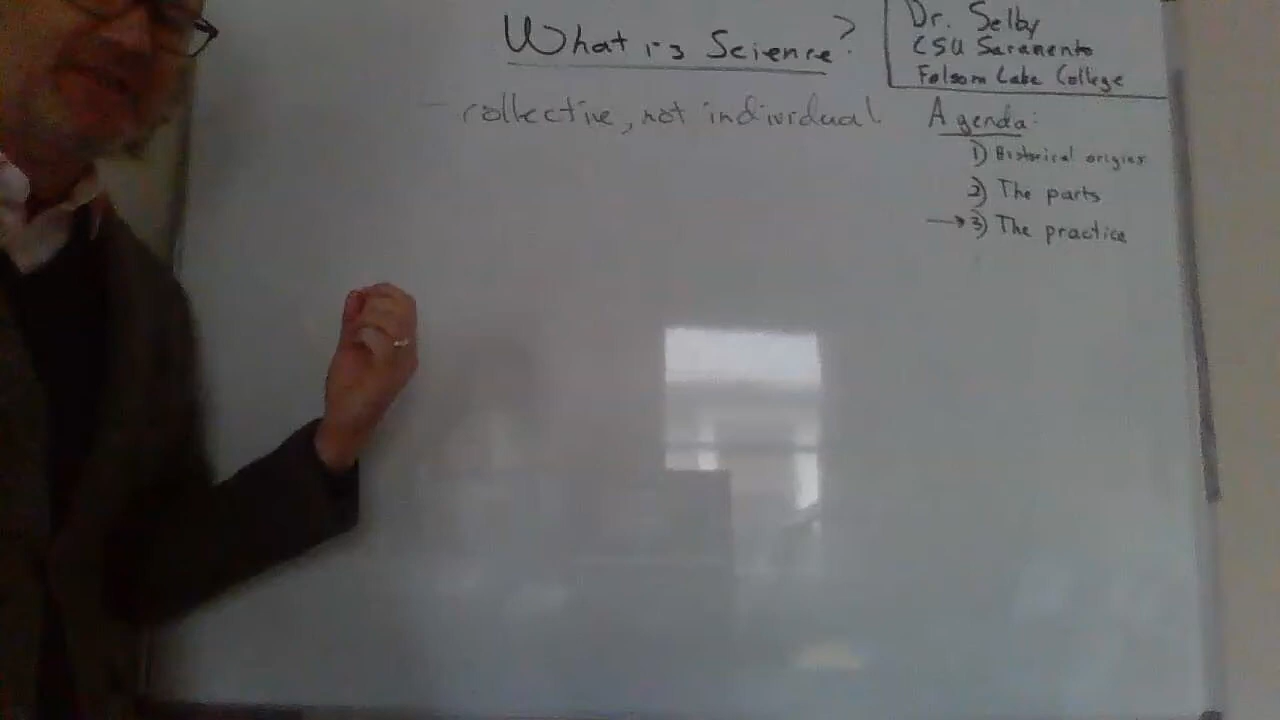 What is Science?
- collective, not individual
Dr. Selby
CSU Saramento
Folsom Lake College
Agenda:
1) Historical origins
2) The parts
→ 3) The practice